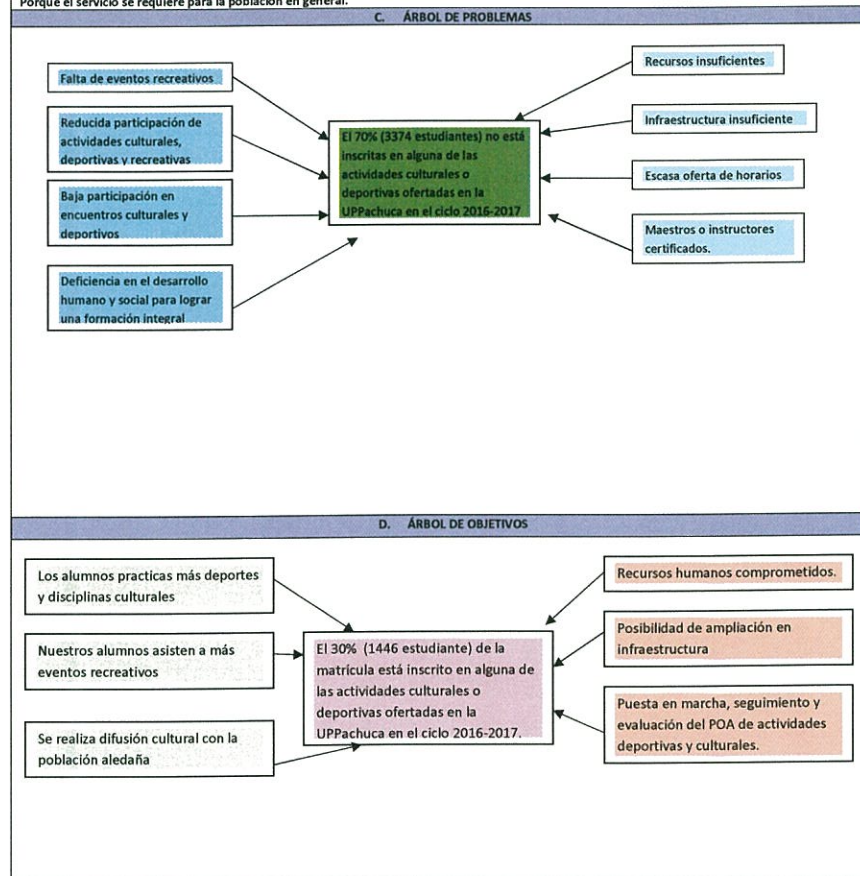 Porque el servicio se requiere para la población en general.
C. ÁRBOL DE PROBLEMAS
Falta de eventos recreativos
Reducida participación de
actividades culturales,
deportivas y recreativas
Baja participación en
encuentros culturales y
deportivos
Deficiencia en el desarrollo
humano y social para lograr
una formación integral
El 70% (3374 estudiantes) no está
inscritas en alguna de las
actividades culturales o
deportivas ofertadas en la
UPPachuca en el ciclo 2016-2017
Recursos insuficientes
Infraestructura insuficiente
Escasa oferta de horarios
Maestros o instructores
certificados.
D. ÁRBOL DE OBJETIVOS
Los alumnos practicas más deportes
y disciplinas culturales
Nuestros alumnos asisten a más
eventos recreativos
Se realiza difusión cultural con la
población aledaña
El 30% (1446 estudiante) de la
matricula está inscrito en alguna de
las actividades culturales o
deportivas ofertadas en la
UPPachuca en el ciclo 2016-2017.
Recursos humanos comprometidos.
Posibilidad de ampliación en
infraestructura
Puesta en marcha, seguimiento y
evaluación del POA de actividades
deportivas y culturales.